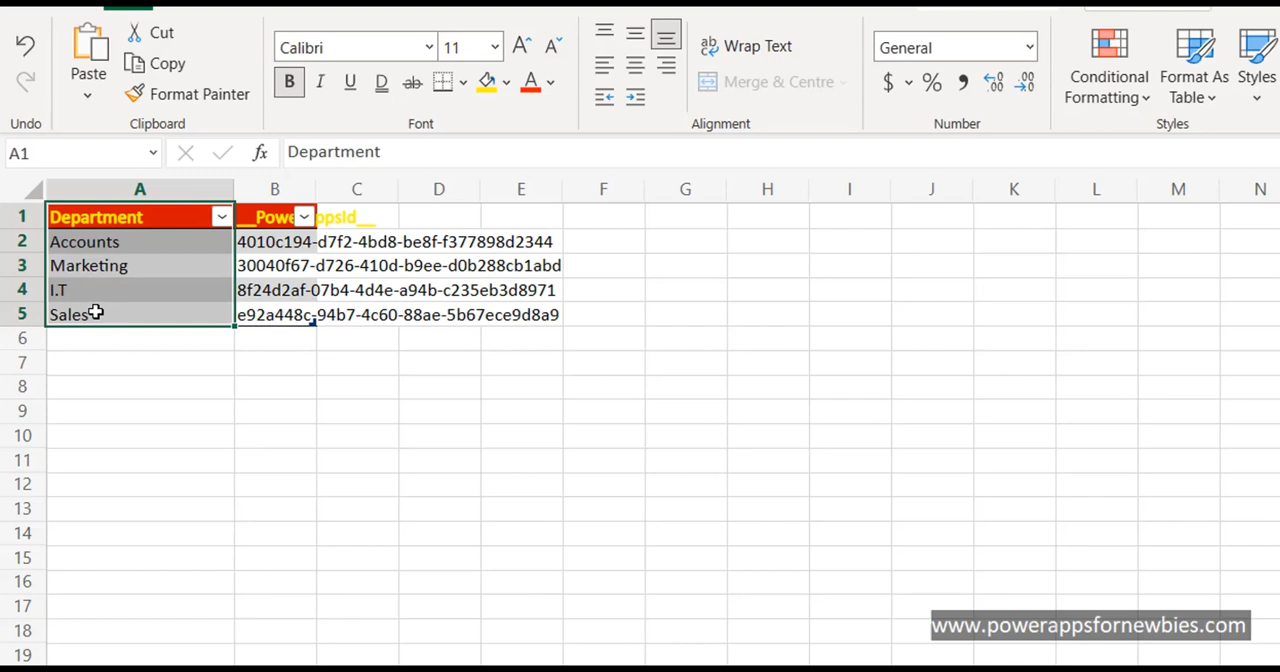 Cut
Copy
Format Painter
Paste
Undo
Clipboard
Calibri
11
B I U D ab
A A
Font
Wrap Text
Merge & Centre
Alignment
General
$ %
Number
Conditional Formatting
Format As Table
Styles
Styles
A1
fx
Department
A B C D E F G H I J K L M N
1 Department __PowerAppsId__
2 Accounts 4010c194-d7f2-4bd8-be8f-f377898d2344
3 Marketing 30040f67-d726-410d-b9ee-d0b288cb1abd
4 I.T 8f24d2af-07b4-4d4e-a94b-c235eb3d8971
5 Sales e92a448c-94b7-4c60-88ae-5b67ece9d8a9
6
7
8
9
10
11
12
13
14
15
16
17
18
19
www.powerappsfornewbies.com